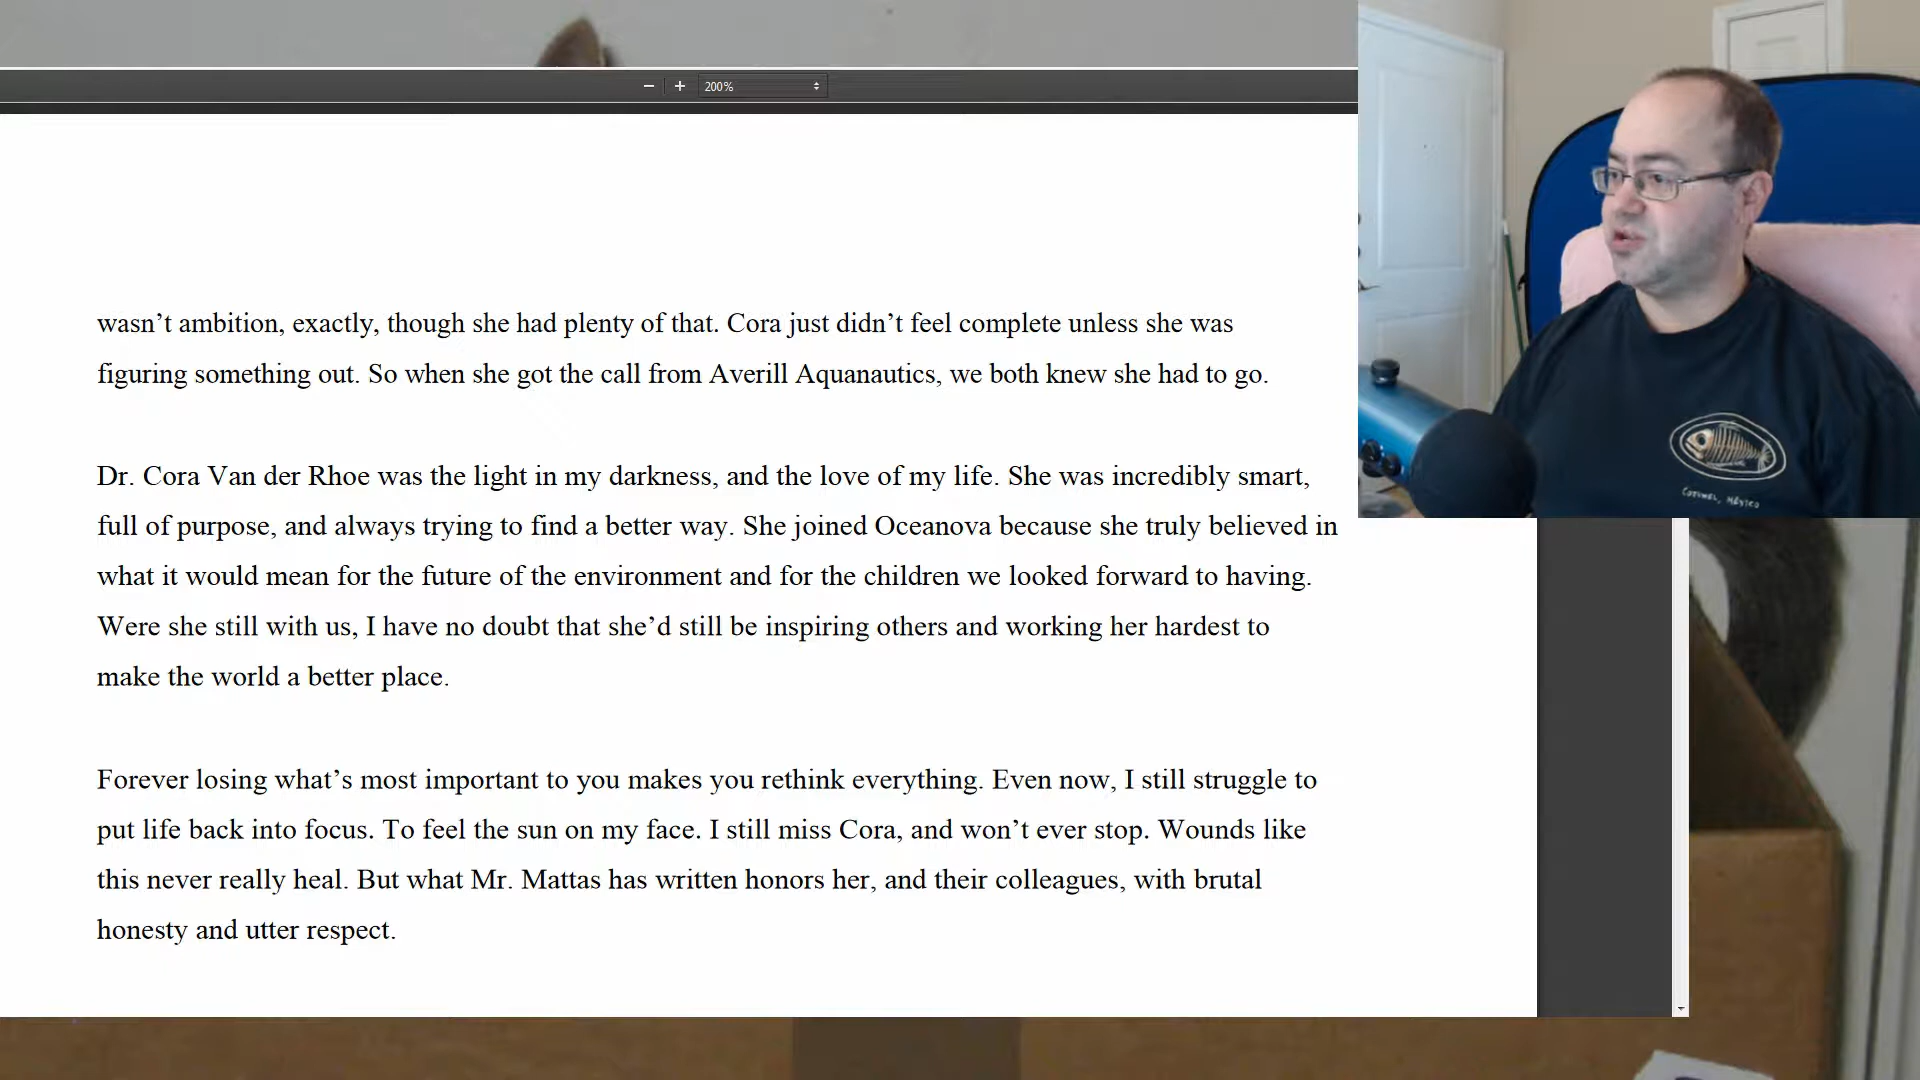 200%
wasn’t ambition, exactly, though she had plenty of that. Cora just didn’t feel complete unless she was
figuring something out. So when she got the call from Averill Aquanautics, we both knew she had to go.
Dr. Cora Van der Rhoe was the light in my darkness, and the love of my life. She was incredibly smart,
full of purpose, and always trying to find a better way. She joined Oceanova because she truly believed in
what it would mean for the future of the environment and for the children we looked forward to having.
Were she still with us, I have no doubt that she’d still be inspiring others and working her hardest to
make the world a better place.
Forever losing what’s most important to you makes you rethink everything. Even now, I still struggle to
put life back into focus. To feel the sun on my face. I still miss Cora, and won’t ever stop. Wounds like
this never really heal. But what Mr. Mattas has written honors her, and their colleagues, with brutal
honesty and utter respect.
COZUMEL, MEXICO